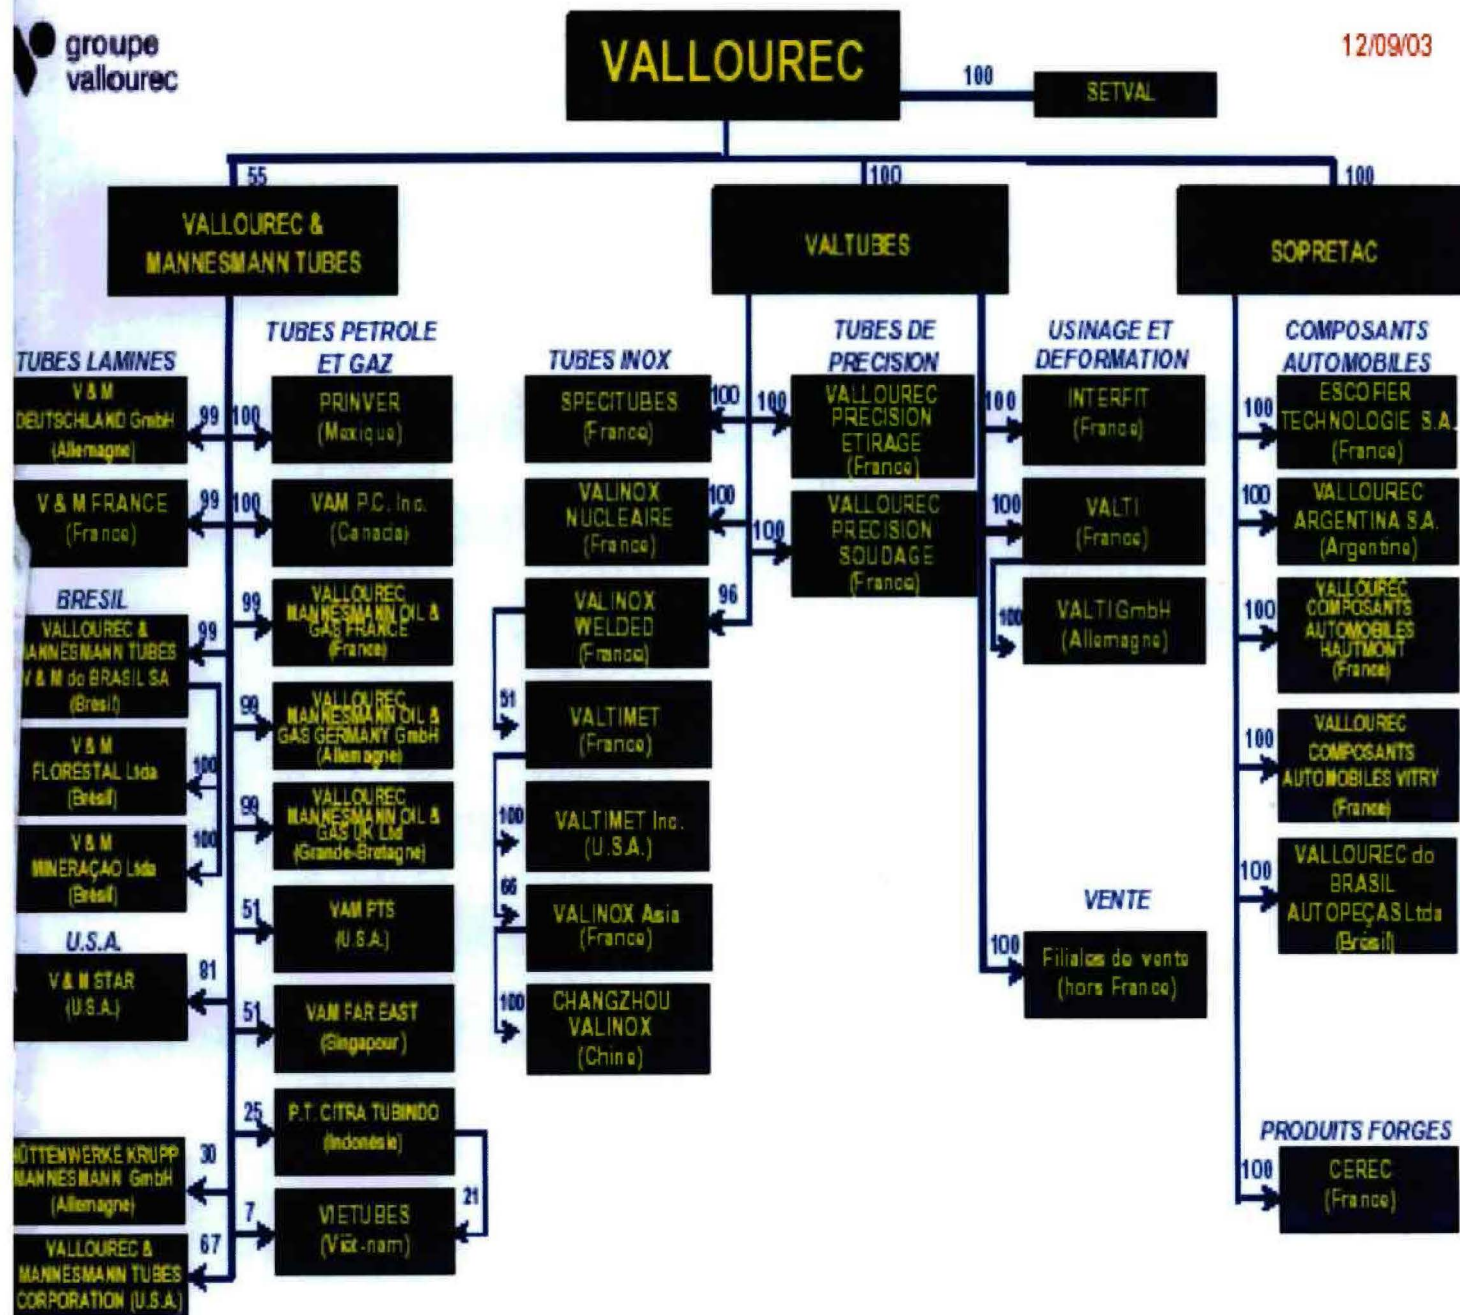 groupe
vallourec
VALLOUREC
12/09/03
100
SETVAL
55
100
100
VALLOUREC &
MANNESMANN TUBES
VALTUBES
SOPRETAC
TUBES LAMINES
V & M
DEUTSCHLAND GmbH
(Allemagne)
99
V & M FRANCE
(France)
99
BRESIL
VALLOUREC &
MANNESMANN TUBES
V & M do BRASIL SA
(Brésil)
99
V & M
FLORESTAL Ltda
(Brésil)
100
V & M
MINERAÇAO Ltda
(Brésil)
100
U.S.A.
V & M STAR
(U.S.A.)
81
HÜTTENWERKE KRUPP
MANNESMANN GmbH
(Allemagne)
30
VALLOUREC &
MANNESMANN TUBES
CORPORATION (U.S.A.)
67
TUBES PETROLE
ET GAZ
100
PRINVER
(Mexique)
100
VAM P.C. Inc.
(Canada)
99
VALLOUREC
MANNESMANN OIL &
GAS FRANCE
(France)
99
VALLOUREC
MANNESMANN OIL &
GAS GERMANY GmbH
(Allemagne)
99
VALLOUREC
MANNESMANN OIL &
GAS UK Ltd
(Grande-Bretagne)
51
VAM PTS
(U.S.A.)
51
VAM FAR EAST
(Singapour)
25
P.T. CITRA TUBINDO
(Indonésie)
21
7
VIETUBES
(Viêt-nam)
TUBES INOX
SPECITUBES
(France)
100
VALINOX
NUCLEAIRE
(France)
100
VALINOX
WELDED
(France)
96
51
VALTIMET
(France)
100
VALTIMET Inc.
(U.S.A.)
66
VALINOX Asia
(France)
100
CHANGZHOU
VALINOX
(Chine)
TUBES DE
PRECISION
100
VALLOUREC
PRECISION
ETIRAGE
(France)
100
VALLOUREC
PRECISION
SOUDAGE
(France)
USINAGE ET
DEFORMATION
100
INTERFIT
(France)
100
VALTI
(France)
100
VALTI GmbH
(Allemagne)
VENTE
100
Filiales de vente
(hors France)
COMPOSANTS
AUTOMOBILES
100
ESCOFIER
TECHNOLOGIE S.A.
(France)
100
VALLOUREC
ARGENTINA S.A.
(Argentine)
100
VALLOUREC
COMPOSANTS
AUTOMOBILES
HAUTMONT
(France)
100
VALLOUREC
COMPOSANTS
AUTOMOBILES VITRY
(France)
100
VALLOUREC do
BRASIL
AUTOPEÇAS Ltda
(Brésil)
PRODUITS FORGES
100
CEREC
(France)